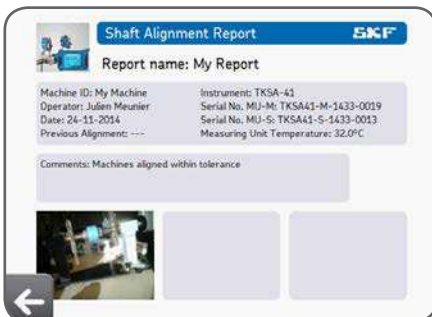 Shaft Alignment Report
SKF
Report name: My Report
Machine ID: My Machine
Operator: Julien Meunier
Date: 24-11-2014
Previous Alignment: ---
Instrument: TKSA-41
Serial No. MU-M: TKSA41-M-1433-0019
Serial No. MU-S: TKSA41-S-1433-0013
Measuring Unit Temperature: 32.0ºC
Comments: Machines aligned within tolerance